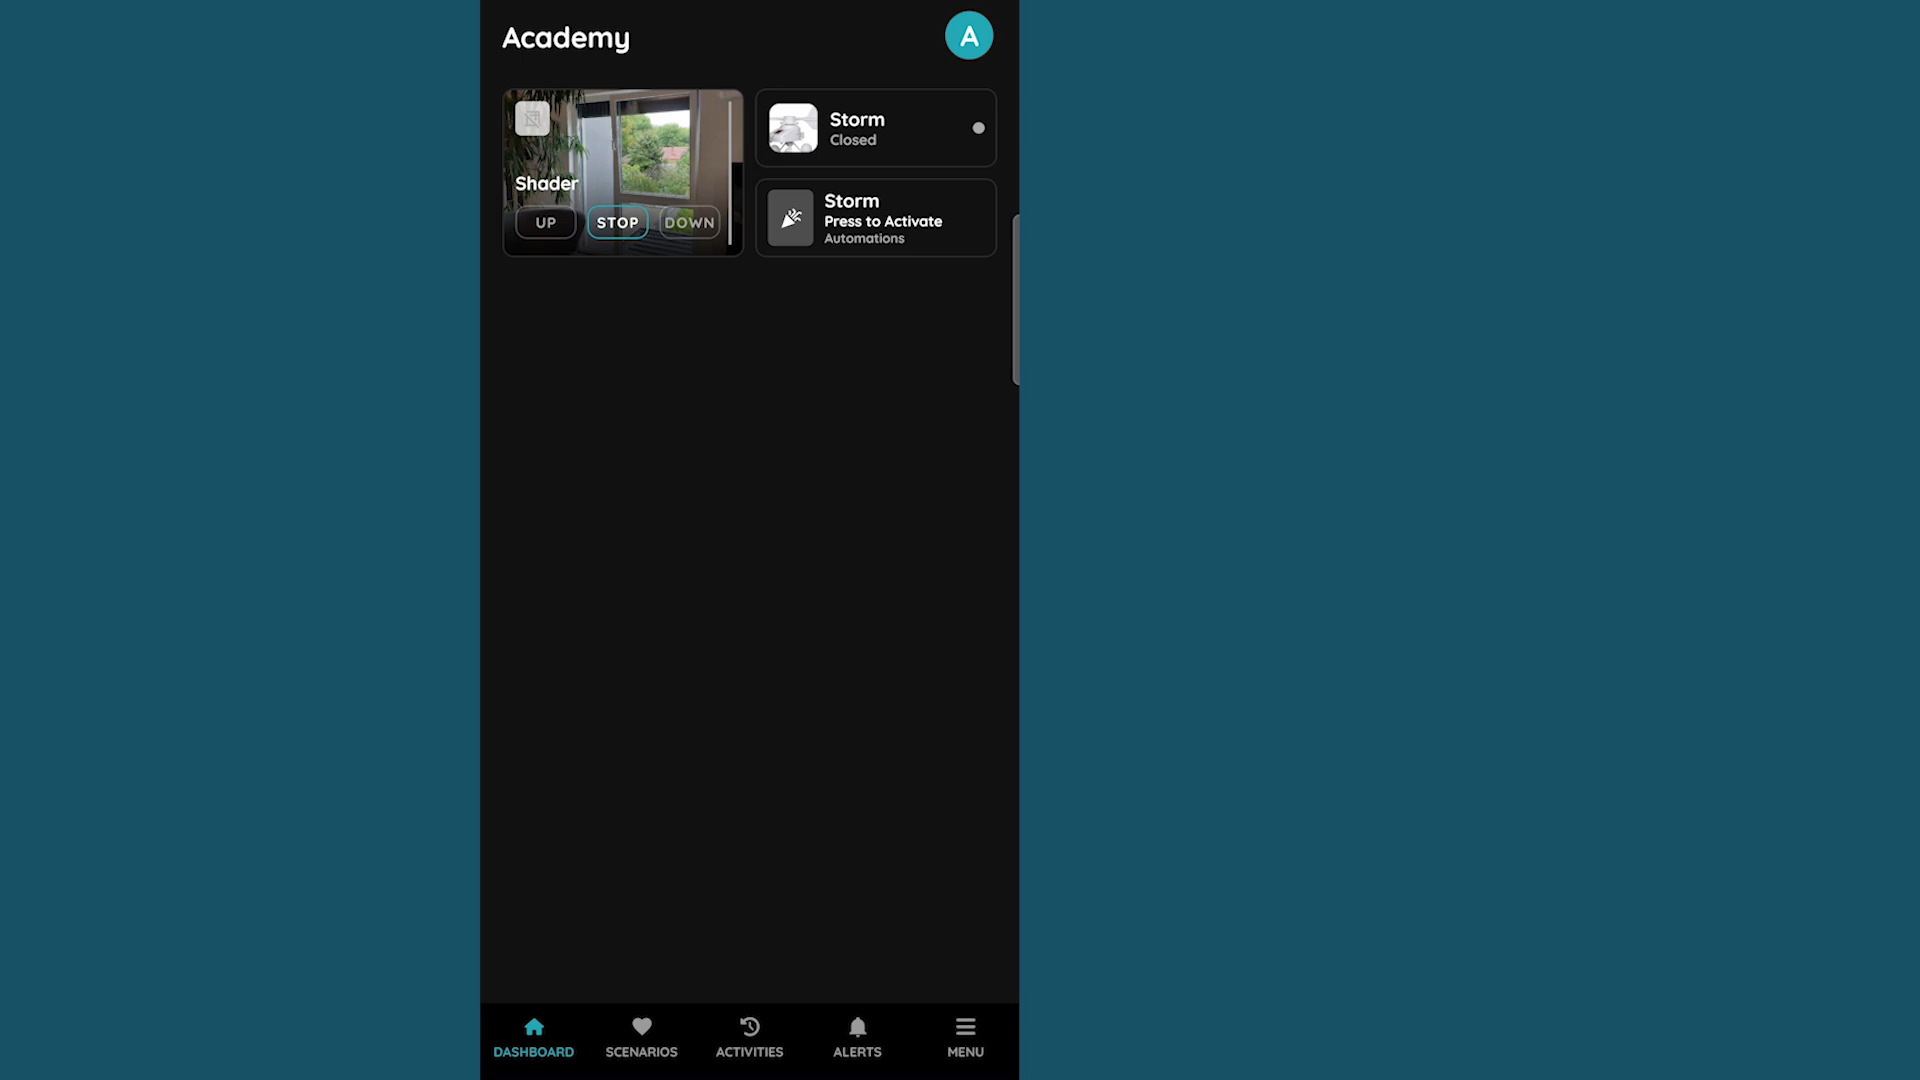 Academy
A
Shader
UP
STOP
DOWN
Storm
Closed
Storm
Press to Activate
Automations
DASHBOARD
SCENARIOS
ACTIVITIES
ALERTS
MENU